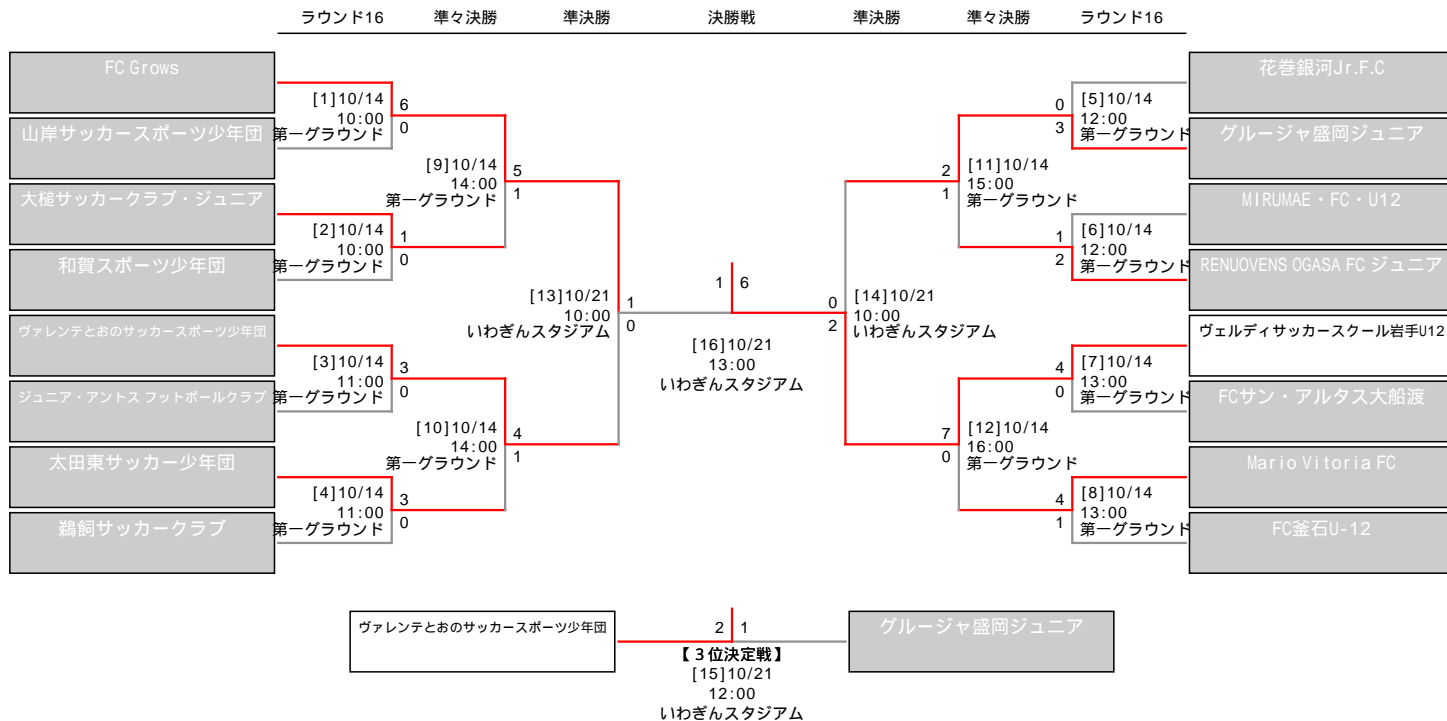 ラウンド16 準々決勝 準決勝 決勝戦 準決勝 準々決勝 ラウンド16
FC Grows
[1]10/14
10:00
第一グラウンド
6
0
山岸サッカースポーツ少年団
[9]10/14
14:00
第一グラウンド
5
1
大槌サッカークラブ・ジュニア
[2]10/14
10:00
第一グラウンド
1
0
和賀スポーツ少年団
[13]10/21
10:00
いわぎんスタジアム
1
0
ヴァレンテとおのサッカースポーツ少年団
[3]10/14
11:00
第一グラウンド
3
0
ジュニア・アントス フットボールクラブ
[10]10/14
14:00
第一グラウンド
4
1
太田東サッカー少年団
[4]10/14
11:00
第一グラウンド
3
0
鵜飼サッカークラブ
1 6
[16]10/21
13:00
いわぎんスタジアム
花巻銀河Jr.F.C
0
3
[5]10/14
12:00
第一グラウンド
グルージャ盛岡ジュニア
2
1
[11]10/14
15:00
第一グラウンド
MIRUMAE・FC・U12
1
2
[6]10/14
12:00
第一グラウンド
RENUOVENS OGASA FC ジュニア
0
2
[14]10/21
10:00
いわぎんスタジアム
ヴェルディサッカースクール岩手U12
4
0
[7]10/14
13:00
第一グラウンド
FCサン・アルタス大船渡
7
0
[12]10/14
16:00
第一グラウンド
Mario Vitoria FC
4
1
[8]10/14
13:00
第一グラウンド
FC釜石U-12
ヴァレンテとおのサッカースポーツ少年団
2 1
グルージャ盛岡ジュニア
【３位決定戦】
[15]10/21
12:00
いわぎんスタジアム